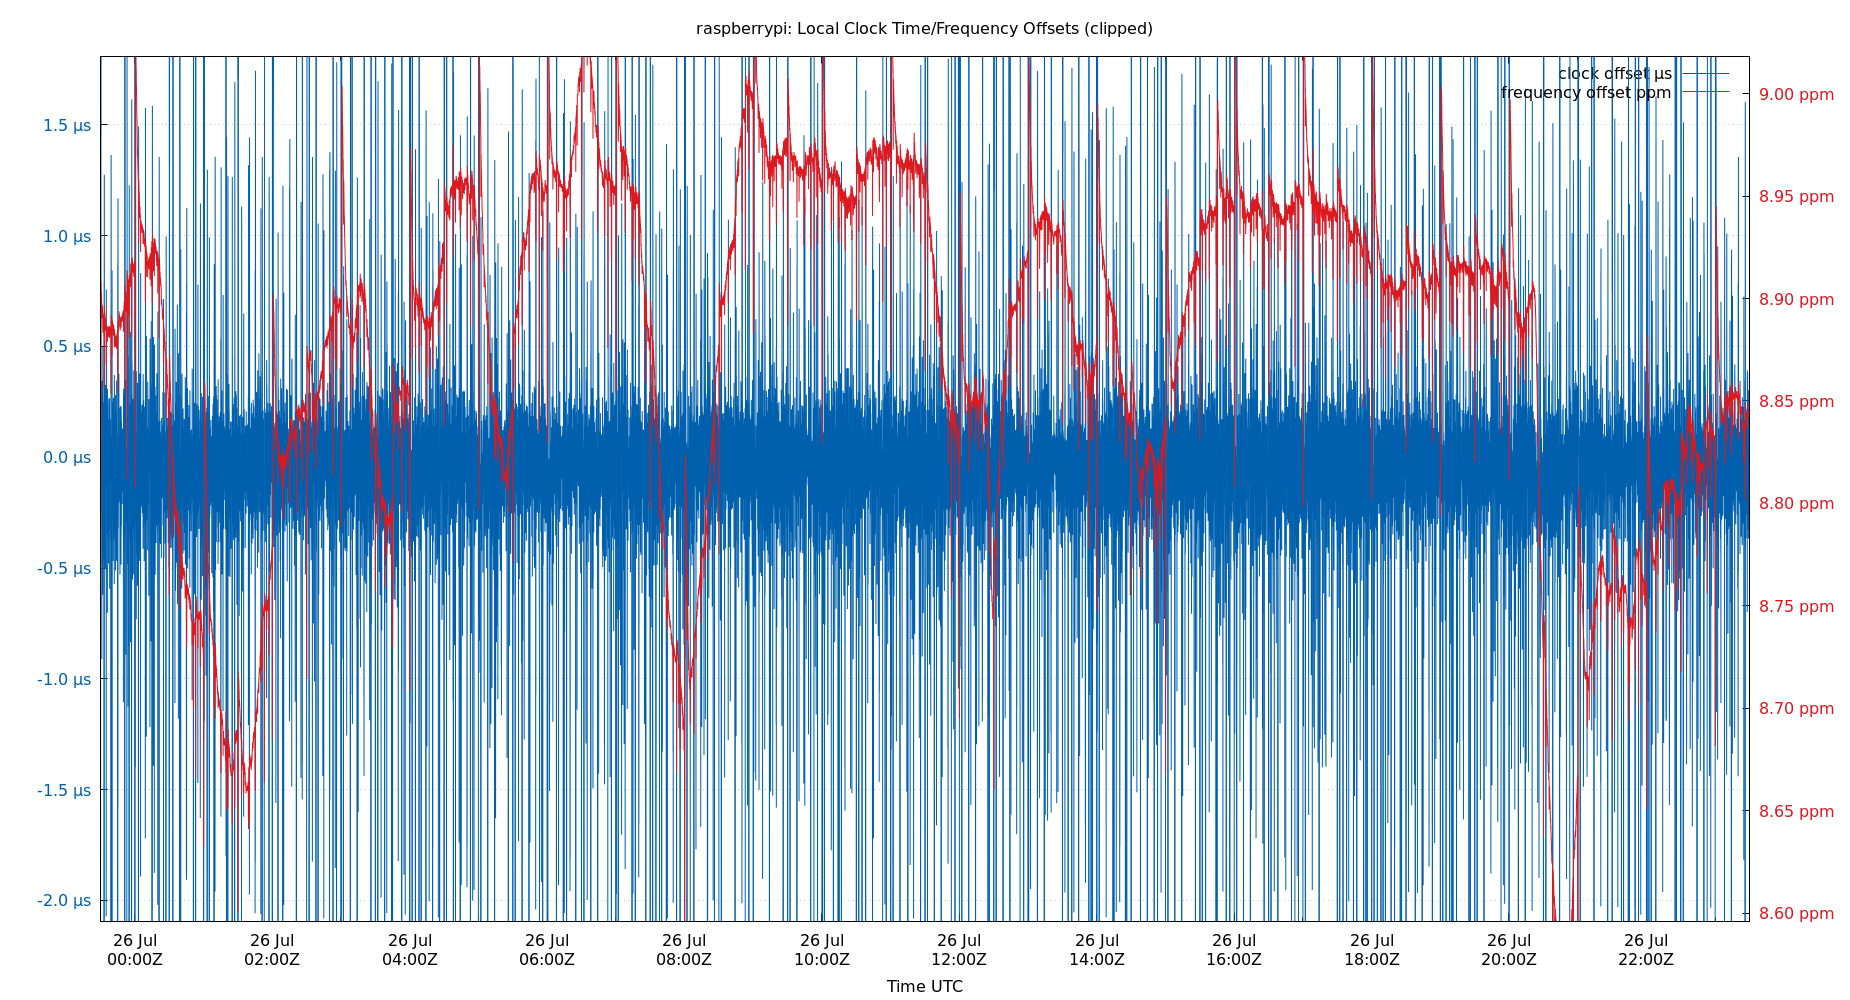 raspberrypi: Local Clock Time/Frequency Offsets (clipped)
clock offset µs
frequency offset ppm
1.5 µs
1.0 µs
0.5 µs
0.0 µs
-0.5 µs
-1.0 µs
-1.5 µs
-2.0 µs
9.00 ppm
8.95 ppm
8.90 ppm
8.85 ppm
8.80 ppm
8.75 ppm
8.70 ppm
8.65 ppm
8.60 ppm
26 Jul 26 Jul 26 Jul 26 Jul 26 Jul 26 Jul 26 Jul 26 Jul 26 Jul 26 Jul 26 Jul 26 Jul
00:00Z 02:00Z 04:00Z 06:00Z 08:00Z 10:00Z 12:00Z 14:00Z 16:00Z 18:00Z 20:00Z 22:00Z
Time UTC